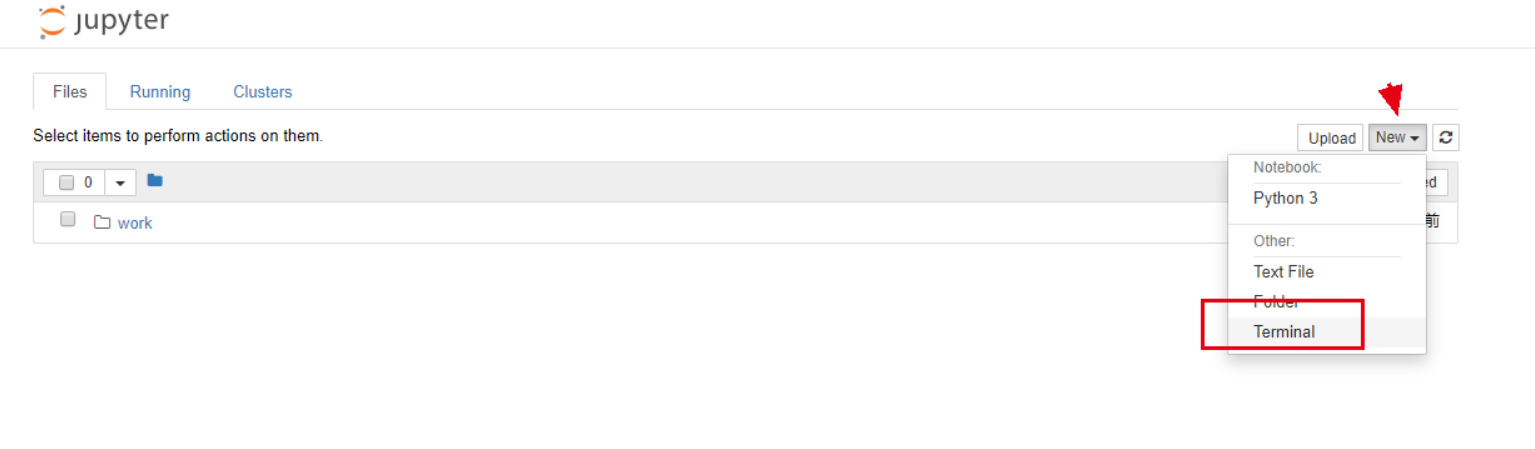 jupyter
Files Running Clusters
Select items to perform actions on them.
Upload New
0
Notebook:
Python 3
work
前
Other:
Text File
Folder
Terminal